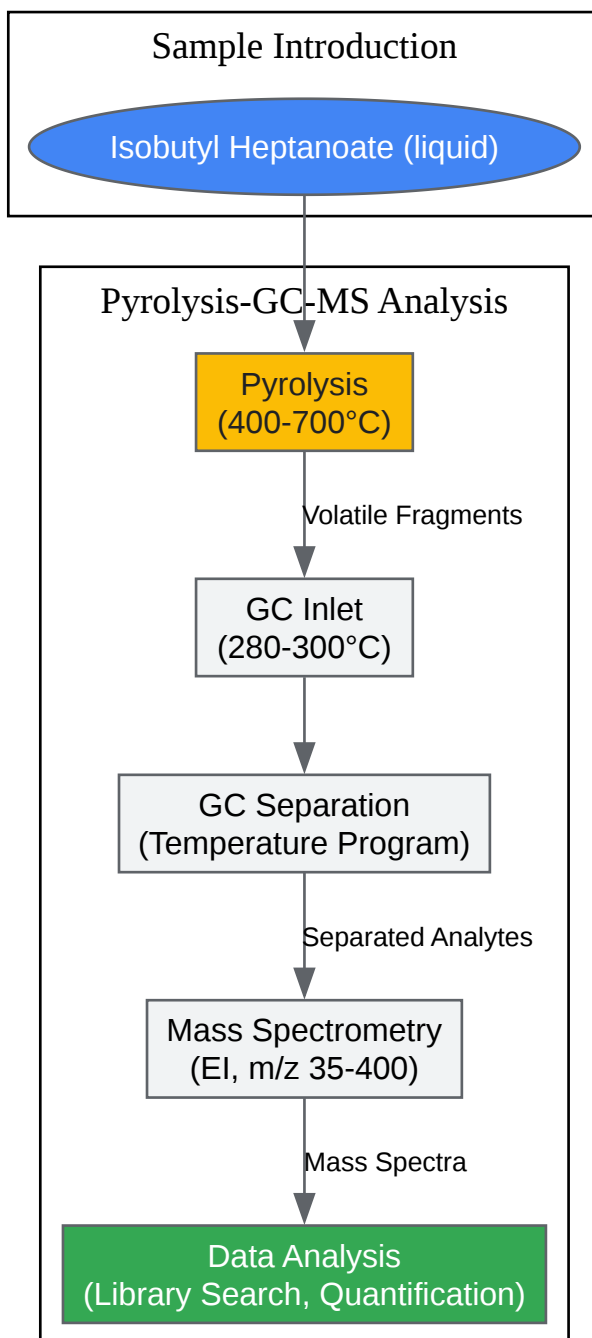 Sample Introduction
Isobutyl Heptanoate (liquid)
Pyrolysis-GC-MS Analysis
Pyrolysis
(400-700°C)
Volatile Fragments
GC Inlet
(280-300°C)
GC Separation
(Temperature Program)
Separated Analytes
Mass Spectrometry
(EI, m/z 35-400)
Mass Spectra
Data Analysis
(Library Search, Quantification)